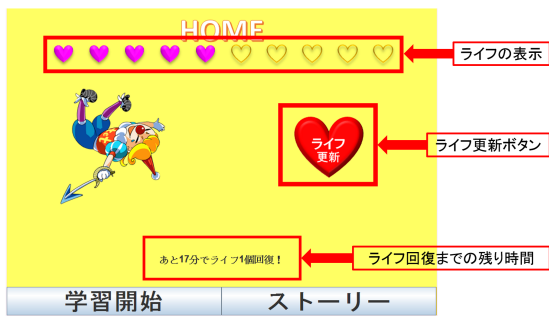 HOME
ライフの表示
ライフ
更新
ライフ更新ボタン
あと17分でライフ1個回復！
ライフ回復までの残り時間
学習開始
ストーリー